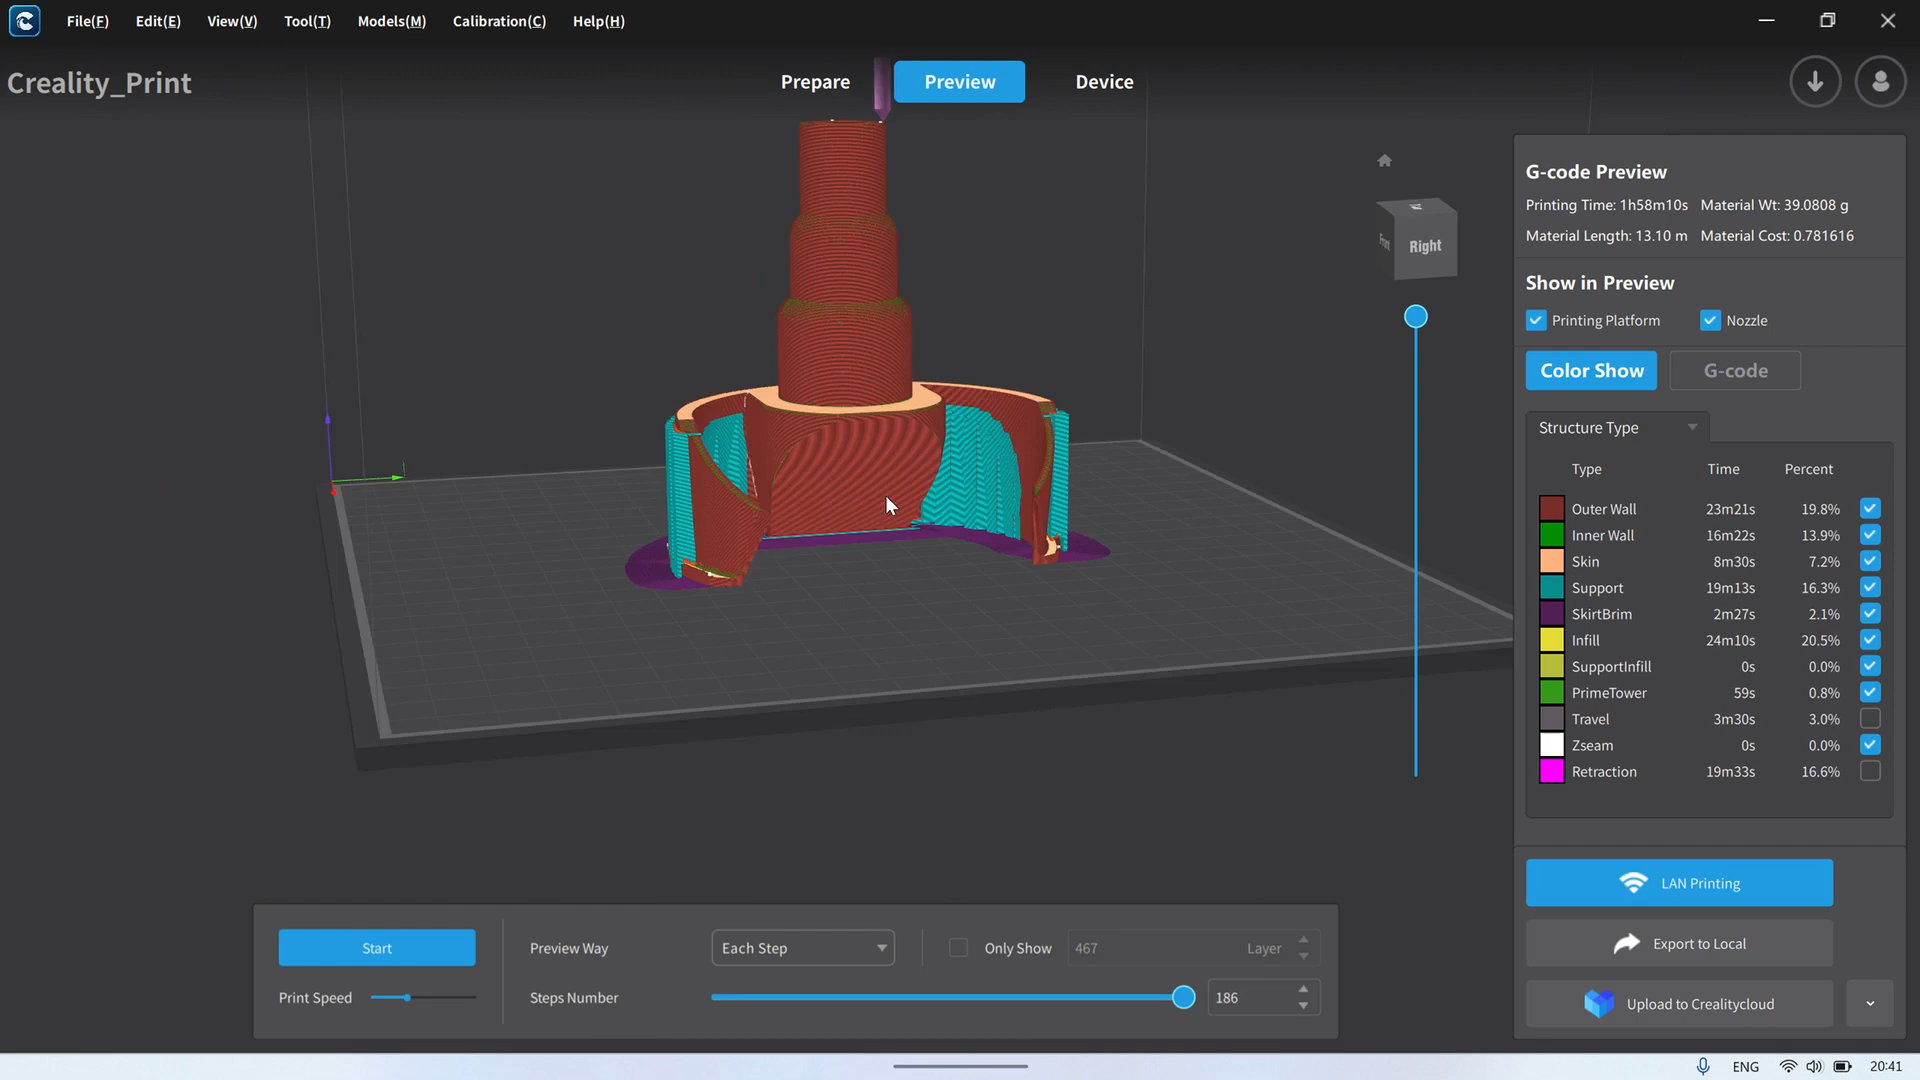 File(F) Edit(E) View(V) Tool(T) Models(M) Calibration(C) Help(H)
Creality_Print
Prepare Preview Device
Front Right
G-code Preview
Printing Time: 1h58m10s Material Wt: 39.0808 g
Material Length: 13.10 m Material Cost: 0.781616
Show in Preview
Printing Platform Nozzle
Color Show G-code
Structure Type
Type Time Percent
Outer Wall 23m21s 19.8%
Inner Wall 16m22s 13.9%
Skin 8m30s 7.2%
Support 19m13s 16.3%
SkirtBrim 2m27s 2.1%
Infill 24m10s 20.5%
SupportInfill 0s 0.0%
PrimeTower 59s 0.8%
Travel 3m30s 3.0%
Zseam 0s 0.0%
Retraction 19m33s 16.6%
LAN Printing
Export to Local
Upload to Crealitycloud
Start Preview Way Each Step Only Show 467 Layer
Print Speed Steps Number 186
ENG 20:41